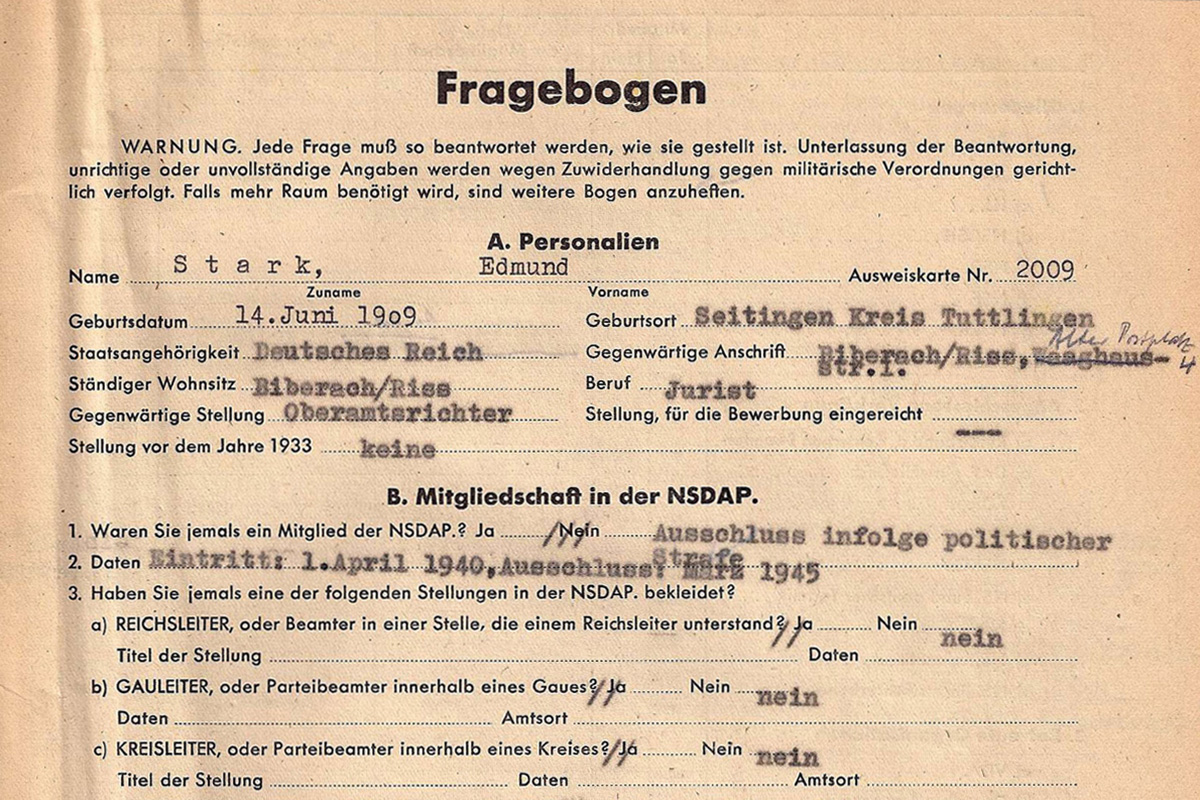 Fragebogen
WARNUNG. Jede Frage muß so beantwortet werden, wie sie gestellt ist. Unterlassung der Beantwortung,
unrichtige oder unvollständige Angaben werden wegen Zuwiderhandlung gegen militärische Verordnungen gericht-
lich verfolgt. Falls mehr Raum benötigt wird, sind weitere Bogen anzuheften.
A. Personalien
Name Stark, Edmund Ausweiskarte Nr. 2009
Zuname Vorname
Geburtsdatum 14.Juni 1909 Geburtsort Seitingen Kreis Tuttlingen
Alter Postplatz 4
Staatsangehörigkeit Deutsches Reich Gegenwärtige Anschrift Biberach/Riss, Waaghaus-
str.1.
Ständiger Wohnsitz Biberach/Riss Beruf Jurist
Gegenwärtige Stellung Oberamtsrichter Stellung, für die Bewerbung eingereicht ---
Stellung vor dem Jahre 1933 keine
B. Mitgliedschaft in der NSDAP.
1. Waren Sie jemals ein Mitglied der NSDAP.? Ja Nein Ausschluss infolge politischer
Strafe
2. Daten Eintritt: 1.April 1940, Ausschluss: März 1945
3. Haben Sie jemals eine der folgenden Stellungen in der NSDAP. bekleidet?
a) REICHSLEITER, oder Beamter in einer Stelle, die einem Reichsleiter unterstand? Ja Nein nein
Titel der Stellung Daten
b) GAULEITER, oder Parteibeamter innerhalb eines Gaues? Ja Nein nein
Daten Amtsort
c) KREISLEITER, oder Parteibeamter innerhalb eines Kreises? Ja Nein nein
Titel der Stellung Daten Amtsort